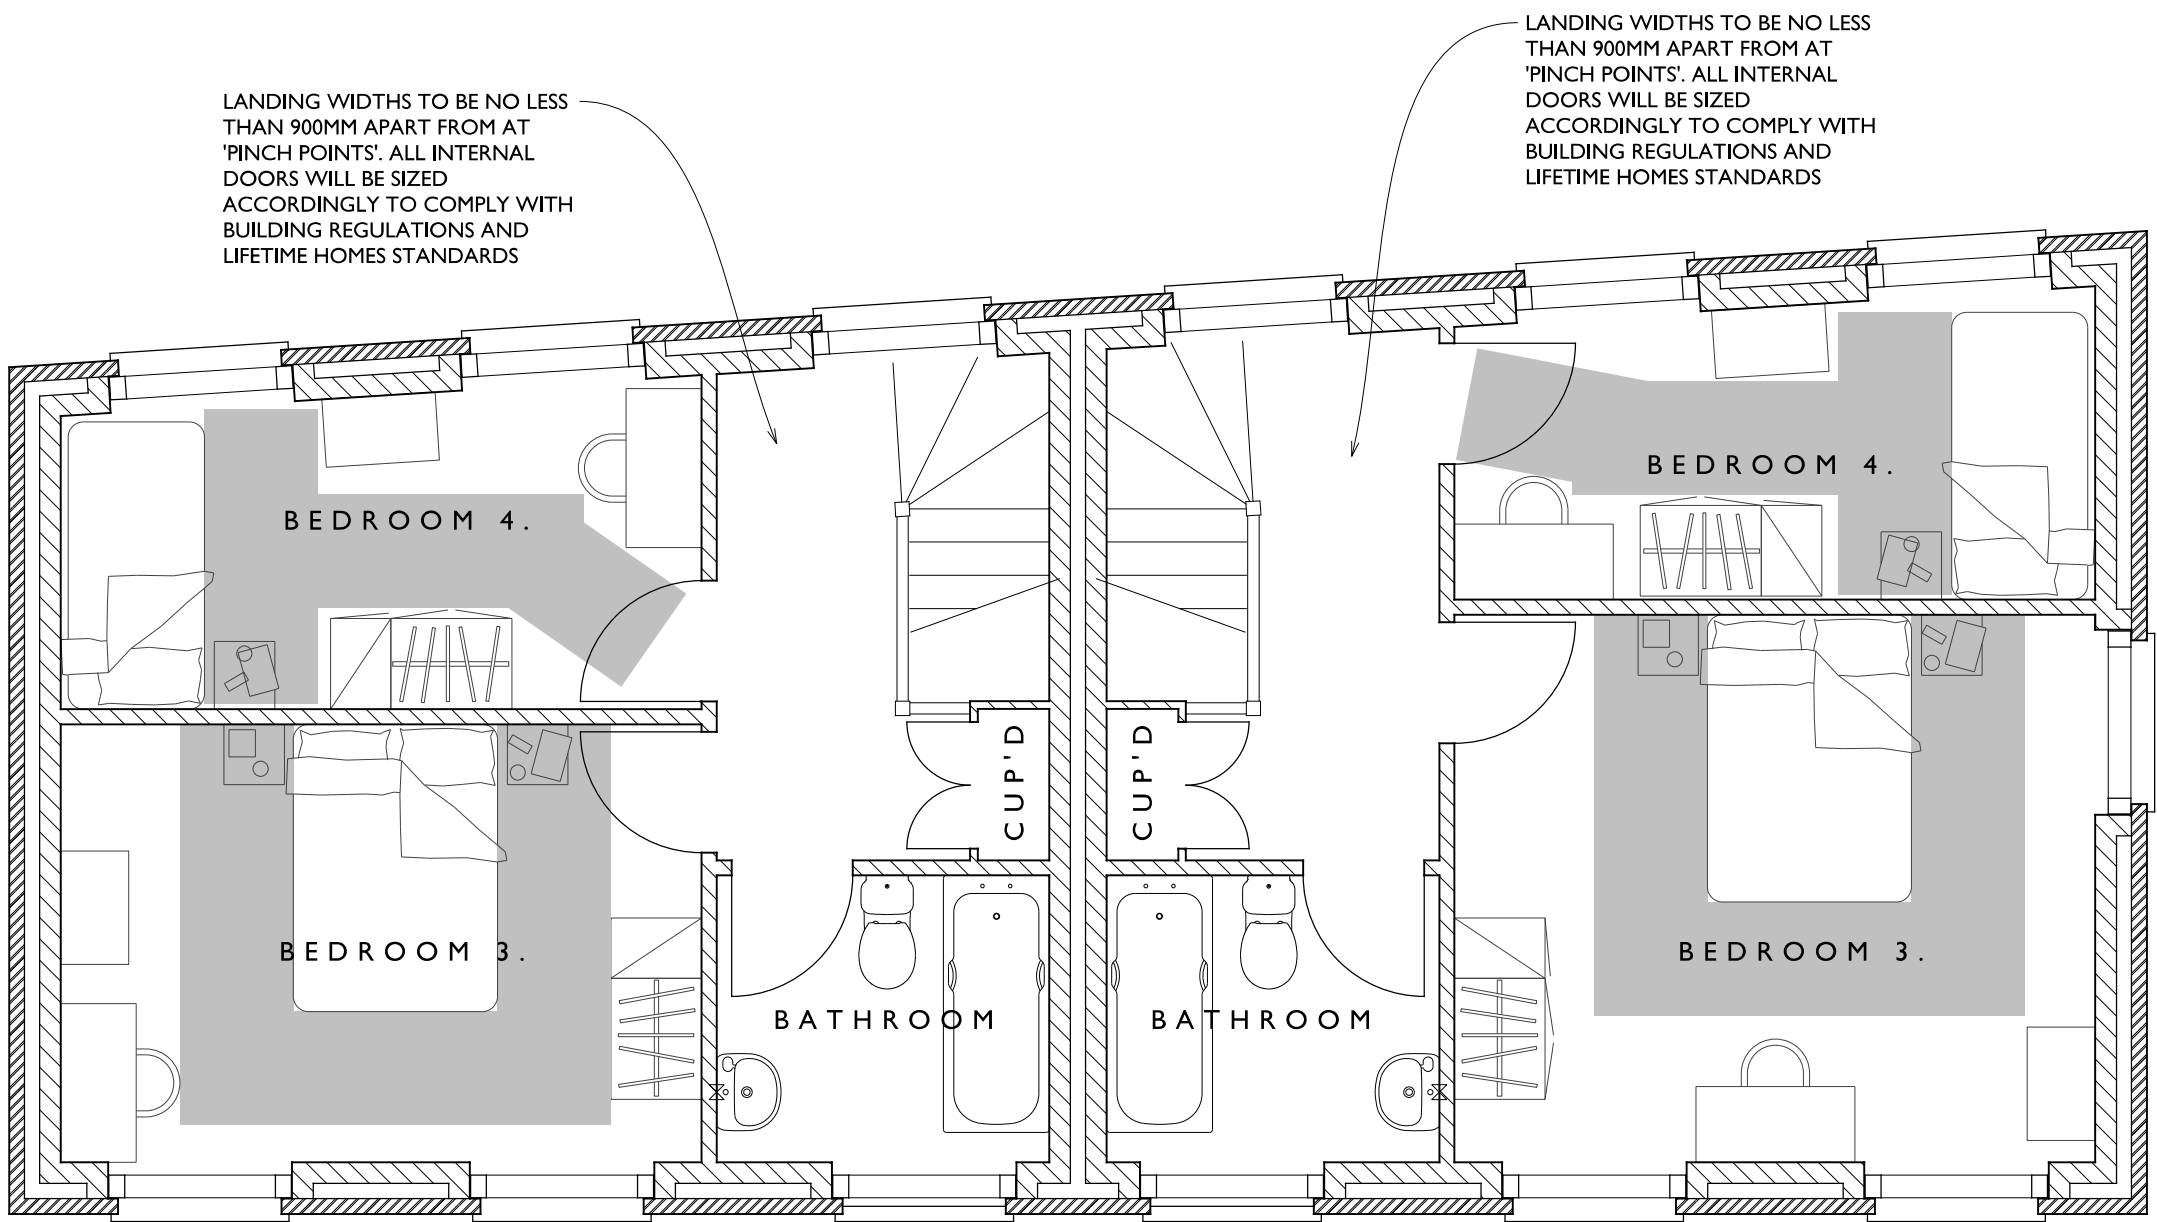 LANDING WIDTHS TO BE NO LESS
THAN 900MM APART FROM AT
'PINCH POINTS'. ALL INTERNAL
DOORS WILL BE SIZED
ACCORDINGLY TO COMPLY WITH
BUILDING REGULATIONS AND
LIFETIME HOMES STANDARDS
LANDING WIDTHS TO BE NO LESS
THAN 900MM APART FROM AT
'PINCH POINTS'. ALL INTERNAL
DOORS WILL BE SIZED
ACCORDINGLY TO COMPLY WITH
BUILDING REGULATIONS AND
LIFETIME HOMES STANDARDS
BEDROOM 4.
BEDROOM 4.
CUP'D
CUP'D
BEDROOM 3.
BEDROOM 3.
BATHROOM
BATHROOM